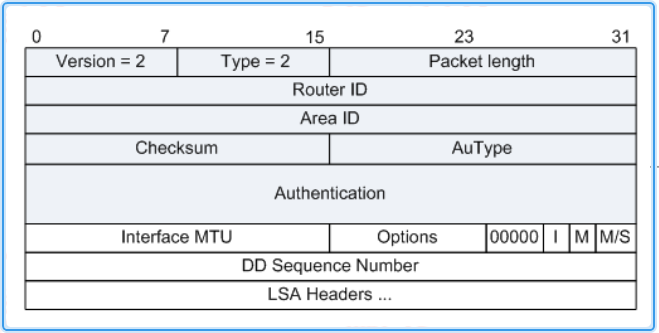 0 7 15 23 31
Version = 2 Type = 2 Packet length
Router ID
Area ID
Checksum AuType
Authentication
Interface MTU Options 00000 I M M/S
DD Sequence Number
LSA Headers ...